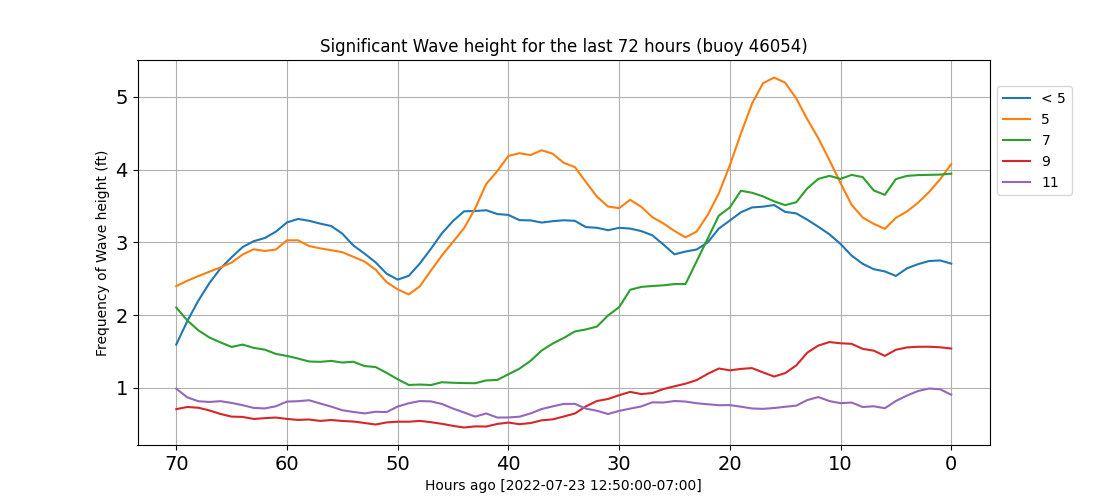 Significant Wave height for the last 72 hours (buoy 46054)
Frequency of Wave height (ft)
5
4
3
2
1
70 60 50 40 30 20 10 0
Hours ago [2022-07-23 12:50:00-07:00]
< 5
5
7
9
11